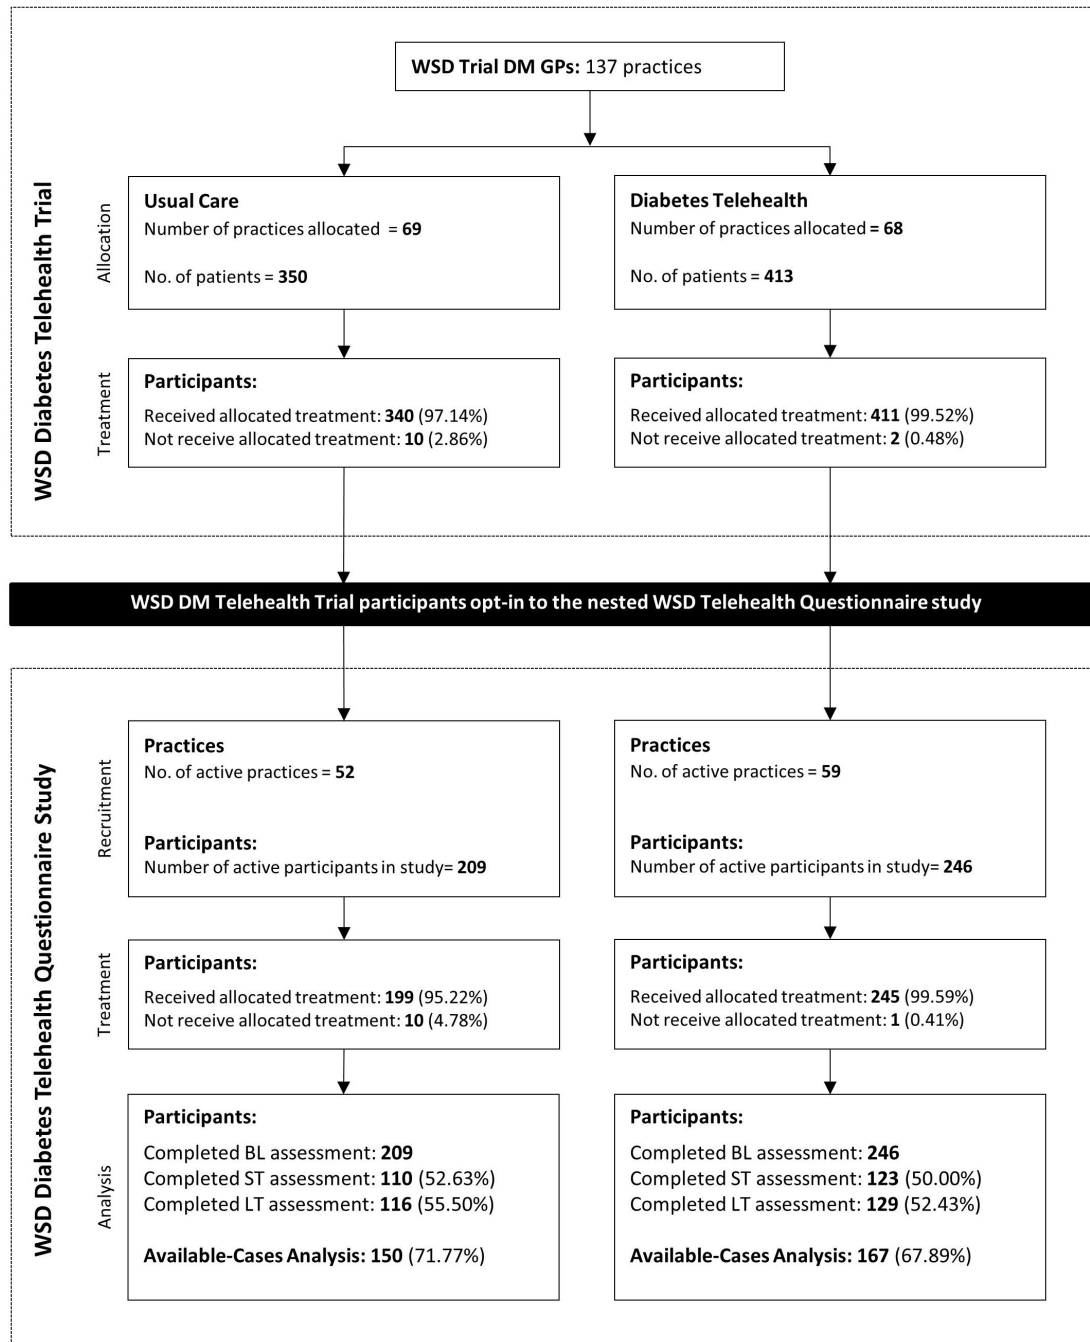 WSD Trial DM GPs: 137 practices
WSD Diabetes Telehealth Trial
Allocation
Usual Care
Number of practices allocated = 69
No. of patients = 350
Diabetes Telehealth
Number of practices allocated = 68
No. of patients = 413
Treatment
Participants:
Received allocated treatment: 340 (97.14%)
Not receive allocated treatment: 10 (2.86%)
Participants:
Received allocated treatment: 411 (99.52%)
Not receive allocated treatment: 2 (0.48%)
WSD DM Telehealth Trial participants opt-in to the nested WSD Telehealth Questionnaire study
WSD Diabetes Telehealth Questionnaire Study
Recruitment
Practices
No. of active practices = 52
Participants:
Number of active participants in study= 209
Practices
No. of active practices = 59
Participants:
Number of active participants in study= 246
Treatment
Participants:
Received allocated treatment: 199 (95.22%)
Not receive allocated treatment: 10 (4.78%)
Participants:
Received allocated treatment: 245 (99.59%)
Not receive allocated treatment: 1 (0.41%)
Analysis
Participants:
Completed BL assessment: 209
Completed ST assessment: 110 (52.63%)
Completed LT assessment: 116 (55.50%)
Available-Cases Analysis: 150 (71.77%)
Participants:
Completed BL assessment: 246
Completed ST assessment: 123 (50.00%)
Completed LT assessment: 129 (52.43%)
Available-Cases Analysis: 167 (67.89%)